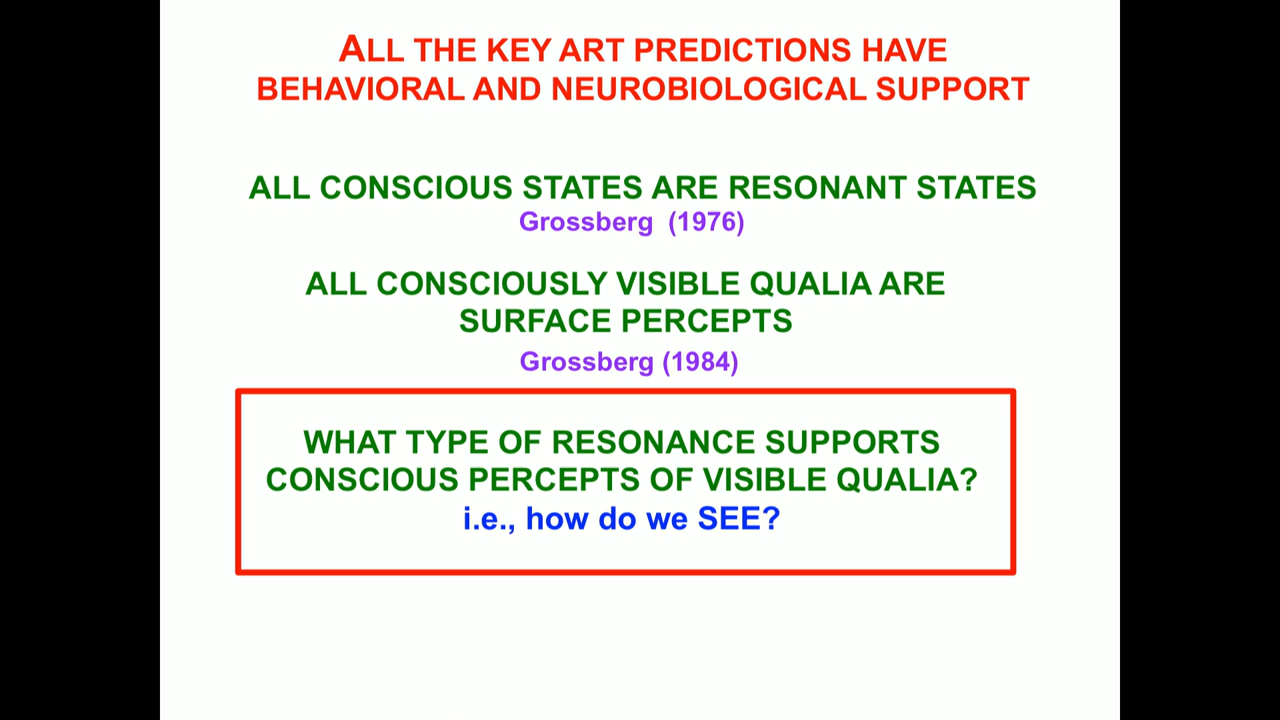 ALL THE KEY ART PREDICTIONS HAVE
BEHAVIORAL AND NEUROBIOLOGICAL SUPPORT
ALL CONSCIOUS STATES ARE RESONANT STATES
Grossberg (1976)
ALL CONSCIOUSLY VISIBLE QUALIA ARE
SURFACE PERCEPTS
Grossberg (1984)
WHAT TYPE OF RESONANCE SUPPORTS
CONSCIOUS PERCEPTS OF VISIBLE QUALIA?
i.e., how do we SEE?